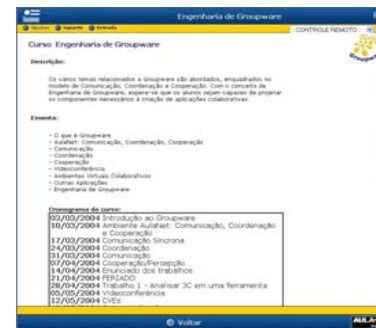 Engenharia de Groupware
Opções Suporte Entrada
CONTROLE REMOTO:
Curso Engenharia de Groupware
Groupware
Descrição:
Os vários temas relacionados a Groupware são abordados, enquadrados no
modelo de Comunicação, Coordenação e Cooperação. Com o conceito de
Engenharia de Groupware, espera-se que os alunos sejam capazes de projetar
os componentes necessários à criação de aplicações colaborativas.
Ementa:
- O que é Groupware
- AulaNet: Comunicação, Coordenação, Cooperação
- Comunicação
- Coordenação
- Cooperação
- Videoconferência
- Ambientes Virtuais Colaborativos
- Outras Aplicações
- Engenharia de Groupware
Cronograma do curso:
03/03/2004 Introdução ao Groupware
10/03/2004 Ambiente AulaNet: Comunicação, Coordenação
e Cooperação
17/03/2004 Comunicação Síncrona
24/03/2004 Coordenação
31/03/2004 Comunicação
07/04/2004 Cooperação/Percepção
14/04/2004 Enunciado dos trabalhos
21/04/2004 FERIADO
28/04/2004 Trabalho 1 - Analisar 3C em uma ferramenta
05/05/2004 Videoconferência
12/05/2004 CVEs
Voltar